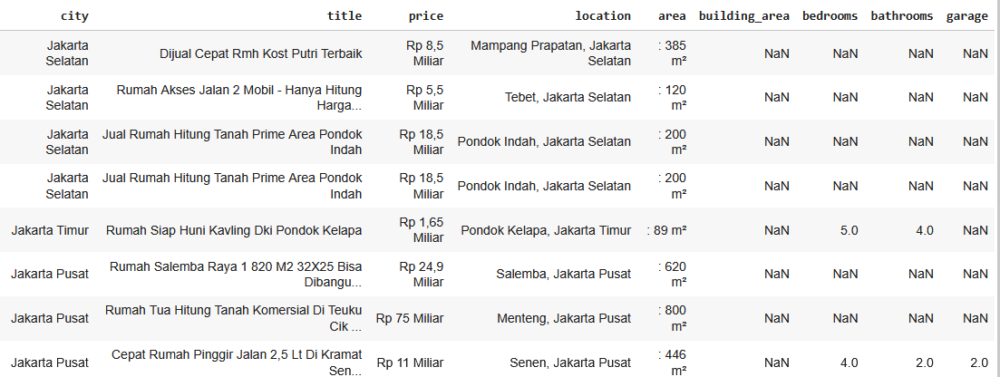 city title price location area building_area bedrooms bathrooms garage
Jakarta Selatan Dijual Cepat Rmh Kost Putri Terbaik Rp 8,5 Miliar Mampang Prapatan, Jakarta Selatan : 385 m² NaN NaN NaN NaN
Jakarta Selatan Rumah Akses Jalan 2 Mobil - Hanya Hitung Harga... Rp 5,5 Miliar Tebet, Jakarta Selatan : 120 m² NaN NaN NaN NaN
Jakarta Selatan Jual Rumah Hitung Tanah Prime Area Pondok Indah Rp 18,5 Miliar Pondok Indah, Jakarta Selatan : 200 m² NaN NaN NaN NaN
Jakarta Selatan Jual Rumah Hitung Tanah Prime Area Pondok Indah Rp 18,5 Miliar Pondok Indah, Jakarta Selatan : 200 m² NaN NaN NaN NaN
Jakarta Timur Rumah Siap Huni Kavling Dki Pondok Kelapa Rp 1,65 Miliar Pondok Kelapa, Jakarta Timur : 89 m² NaN 5.0 4.0 NaN
Jakarta Pusat Rumah Salemba Raya 1 820 M2 32X25 Bisa Dibangu... Rp 24,9 Miliar Salemba, Jakarta Pusat : 620 m² NaN NaN NaN NaN
Jakarta Pusat Rumah Tua Hitung Tanah Komersial Di Teuku Cik ... Rp 75 Miliar Menteng, Jakarta Pusat : 800 m² NaN NaN NaN NaN
Jakarta Pusat Cepat Rumah Pinggir Jalan 2,5 Lt Di Kramat Sen... Rp 11 Miliar Senen, Jakarta Pusat : 446 m² NaN 4.0 2.0 2.0